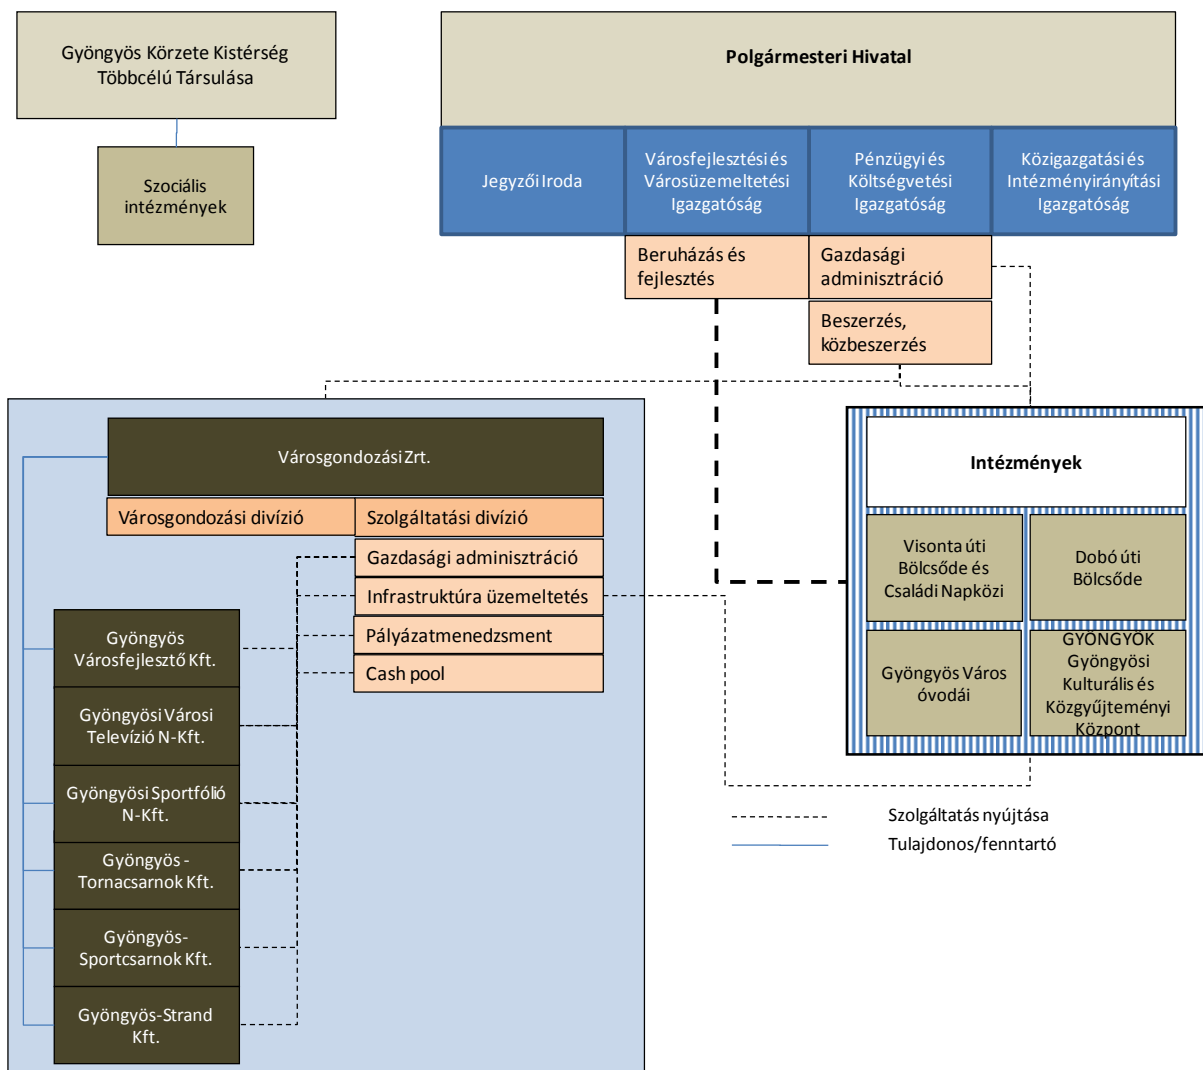 Gyöngyös Körzete Kistérség
Többcélú Társulása
Szociális
intézmények
Polgármesteri Hivatal
Jegyzői Iroda
Városfejlesztési és
Városüzemeltetési
Igazgatóság
Pénzügyi és
Költségvetési
Igazgatóság
Közigazgatási és
Intézményirányítási
Igazgatóság
Beruházás és
fejlesztés
Gazdasági
adminisztráció
Beszerzés,
közbeszerzés
Városgondozási Zrt.
Városgondozási divízió
Szolgáltatási divízió
Gazdasági adminisztráció
Infrastruktúra üzemeltetés
Pályázatmenedzsment
Cash pool
Gyöngyös
Városfejlesztő Kft.
Gyöngyösi Városi
Televízió N-Kft.
Gyöngyösi Sportfólió
N-Kft.
Gyöngyös -
Tornacsarnok Kft.
Gyöngyös-
Sportcsarnok Kft.
Gyöngyös-Strand
Kft.
Intézmények
Visonta úti
Bölcsőde és
Családi Napközi
Dobó úti
Bölcsőde
Gyöngyös Város
óvodái
GYÖNGYÖK
Gyöngyösi
Kulturális és
Közgyűjteményi
Központ
Szolgáltatás nyújtása
Tulajdonos/fenntartó